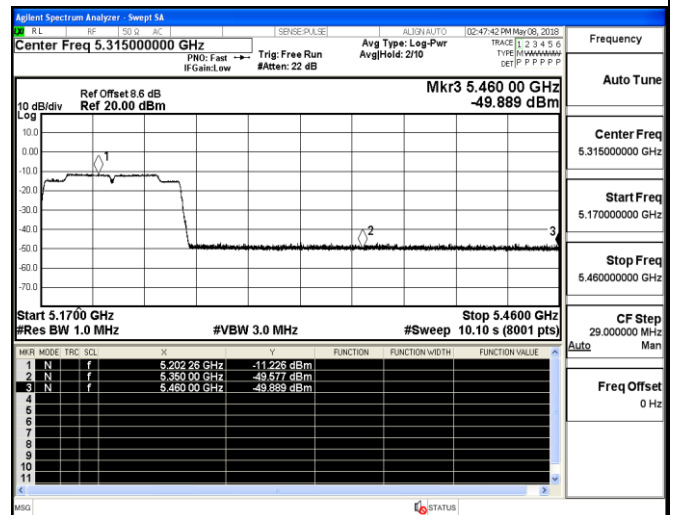 Agilent Spectrum Analyzer - Swept SA
RL RF 50 Ω AC SENSE:PULSE ALIGN AUTO 02:47:42 PM May 08, 2018
Center Freq 5.315000000 GHz
PNO: Fast
IFGain:Low
Trig: Free Run
#Atten: 22 dB
Avg Type: Log-Pwr
Avg|Hold: 2/10
TRACE 1 2 3 4 5 6
TYPE MWWWWW
DET P P P P P P
Ref Offset 8.6 dB
10 dB/div Ref 20.00 dBm
Log
Mkr3 5.460 00 GHz
-49.889 dBm
10.0
0.00
-10.0
-20.0
-30.0
-40.0
-50.0
-60.0
-70.0
1
2
3
Start 5.1700 GHz Stop 5.4600 GHz
#Res BW 1.0 MHz #VBW 3.0 MHz #Sweep 10.10 s (8001 pts)
MKR MODE TRC SCL X Y FUNCTION FUNCTION WIDTH FUNCTION VALUE
1 N f 5.202 26 GHz -11.226 dBm
2 N f 5.350 00 GHz -49.577 dBm
3 N f 5.460 00 GHz -49.889 dBm
4
5
6
7
8
9
10
11
MSG STATUS
Frequency
Auto Tune
Center Freq
5.315000000 GHz
Start Freq
5.170000000 GHz
Stop Freq
5.460000000 GHz
CF Step
29.000000 MHz
Auto Man
Freq Offset
0 Hz